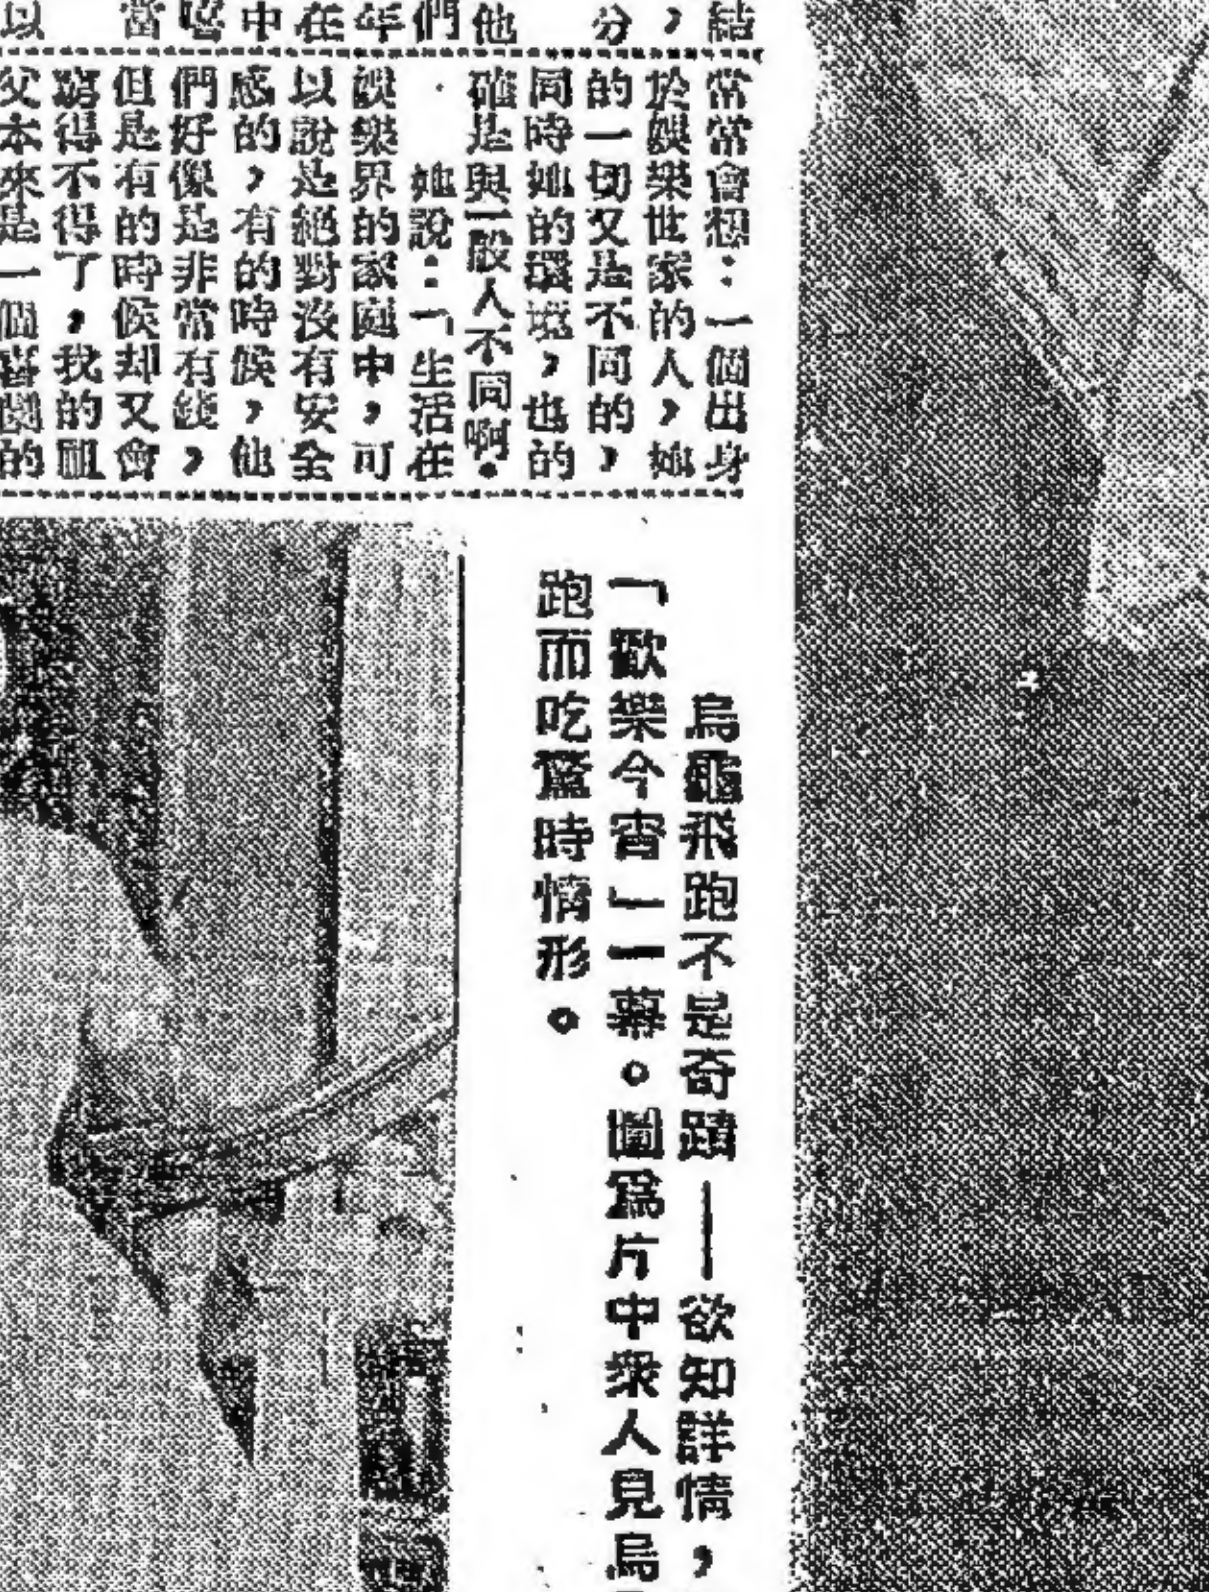 結
，
分
他
們
年
在
中
當
以
常常會想：一個出身
於娛樂世家的人，她
的一切又是不同的，
同時她的環境，也的
確是與一般人不同啊。
她說：「生活在
娛樂界的家庭中，可
以說是絕對沒有安全
感的，有的時候，他
們好像是非常有錢，
但是有的時候却又會
窮得不得了，我的祖
父本來是一個喜劇的
烏龜飛跑不是奇蹟——欲知詳情，
「歡樂今宵」一幕。圖爲片中衆人見烏
跑而吃驚時情形。